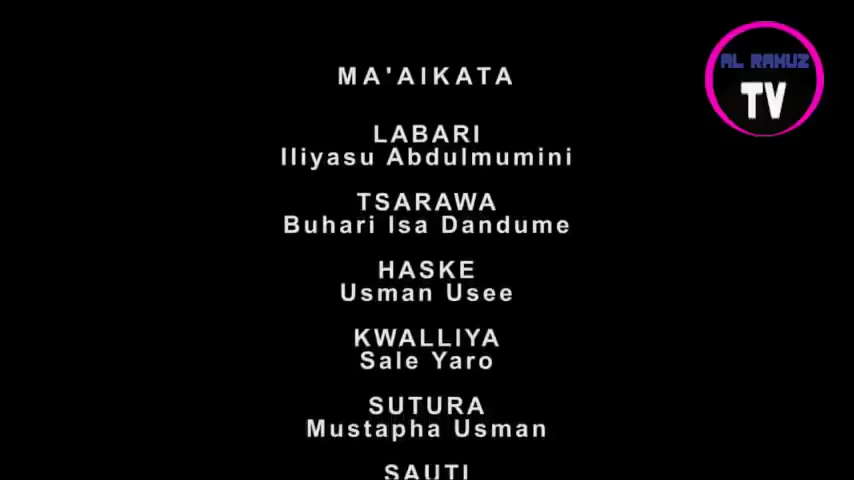 AL RAHUZ
TV
MA'AIKATA
LABARI
Iliyasu Abdulmumini
TSARAWA
Buhari Isa Dandume
HASKE
Usman Usee
KWALLIYA
Sale Yaro
SUTURA
Mustapha Usman
SAUTI